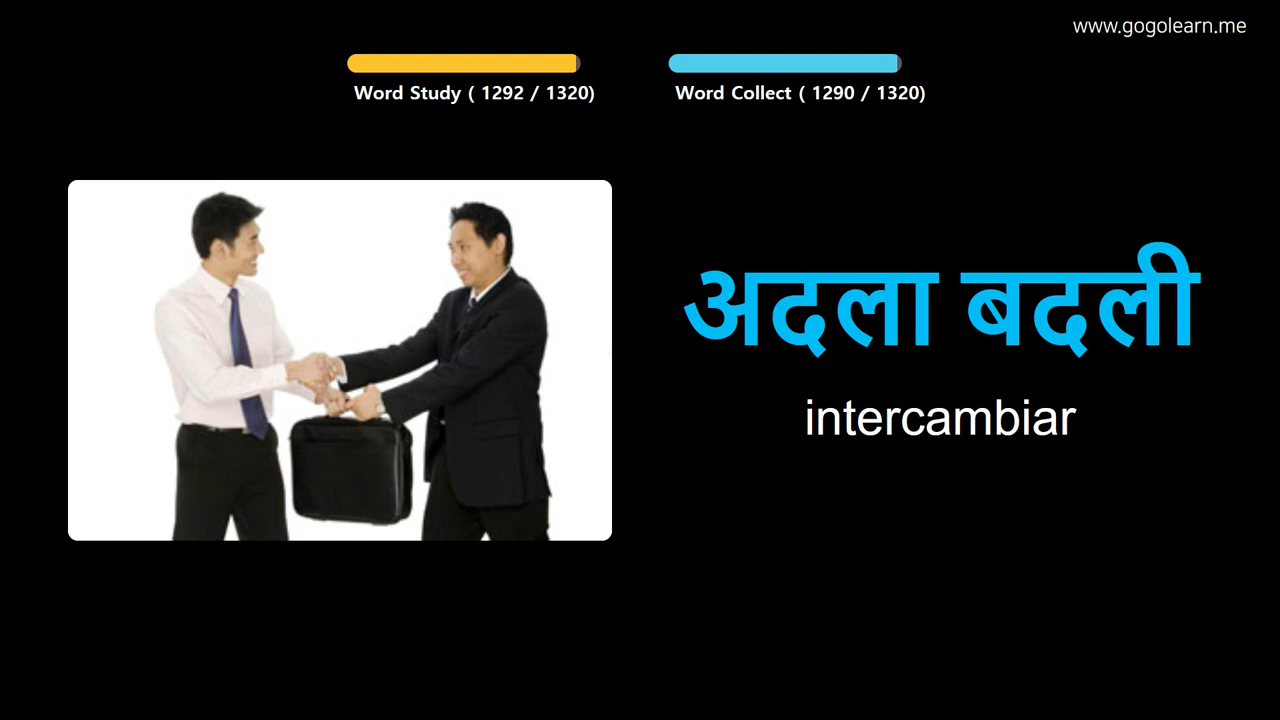 www.gogolearn.me
Word Study ( 1292 / 1320)
Word Collect ( 1290 / 1320)
अदला बदली
intercambiar